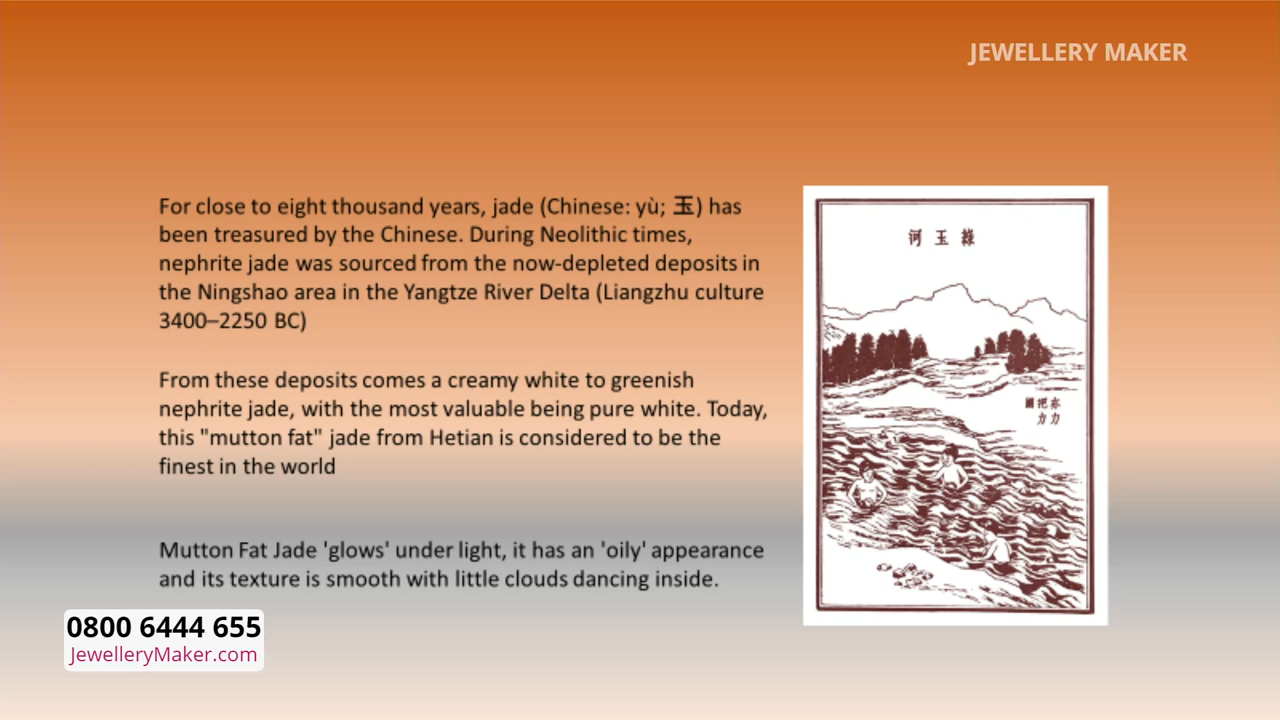 JEWELLERY MAKER
For close to eight thousand years, jade (Chinese: yù; 玉) has
been treasured by the Chinese. During Neolithic times,
nephrite jade was sourced from the now-depleted deposits in
the Ningshao area in the Yangtze River Delta (Liangzhu culture
3400–2250 BC)
From these deposits comes a creamy white to greenish
nephrite jade, with the most valuable being pure white. Today,
this "mutton fat" jade from Hetian is considered to be the
finest in the world
Mutton Fat Jade 'glows' under light, it has an 'oily' appearance
and its texture is smooth with little clouds dancing inside.
河玉綠
0800 6444 655
JewelleryMaker.com